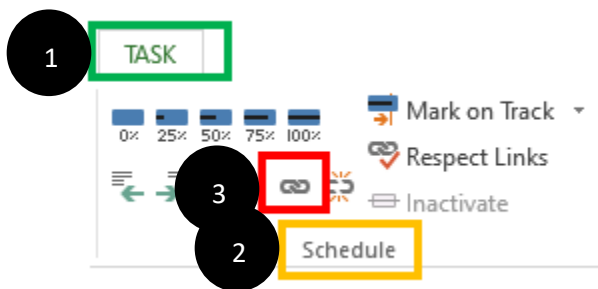 1
TASK
Mark on Track
0% 25% 50% 75% 100%
Respect Links
3
Inactivate
2
Schedule